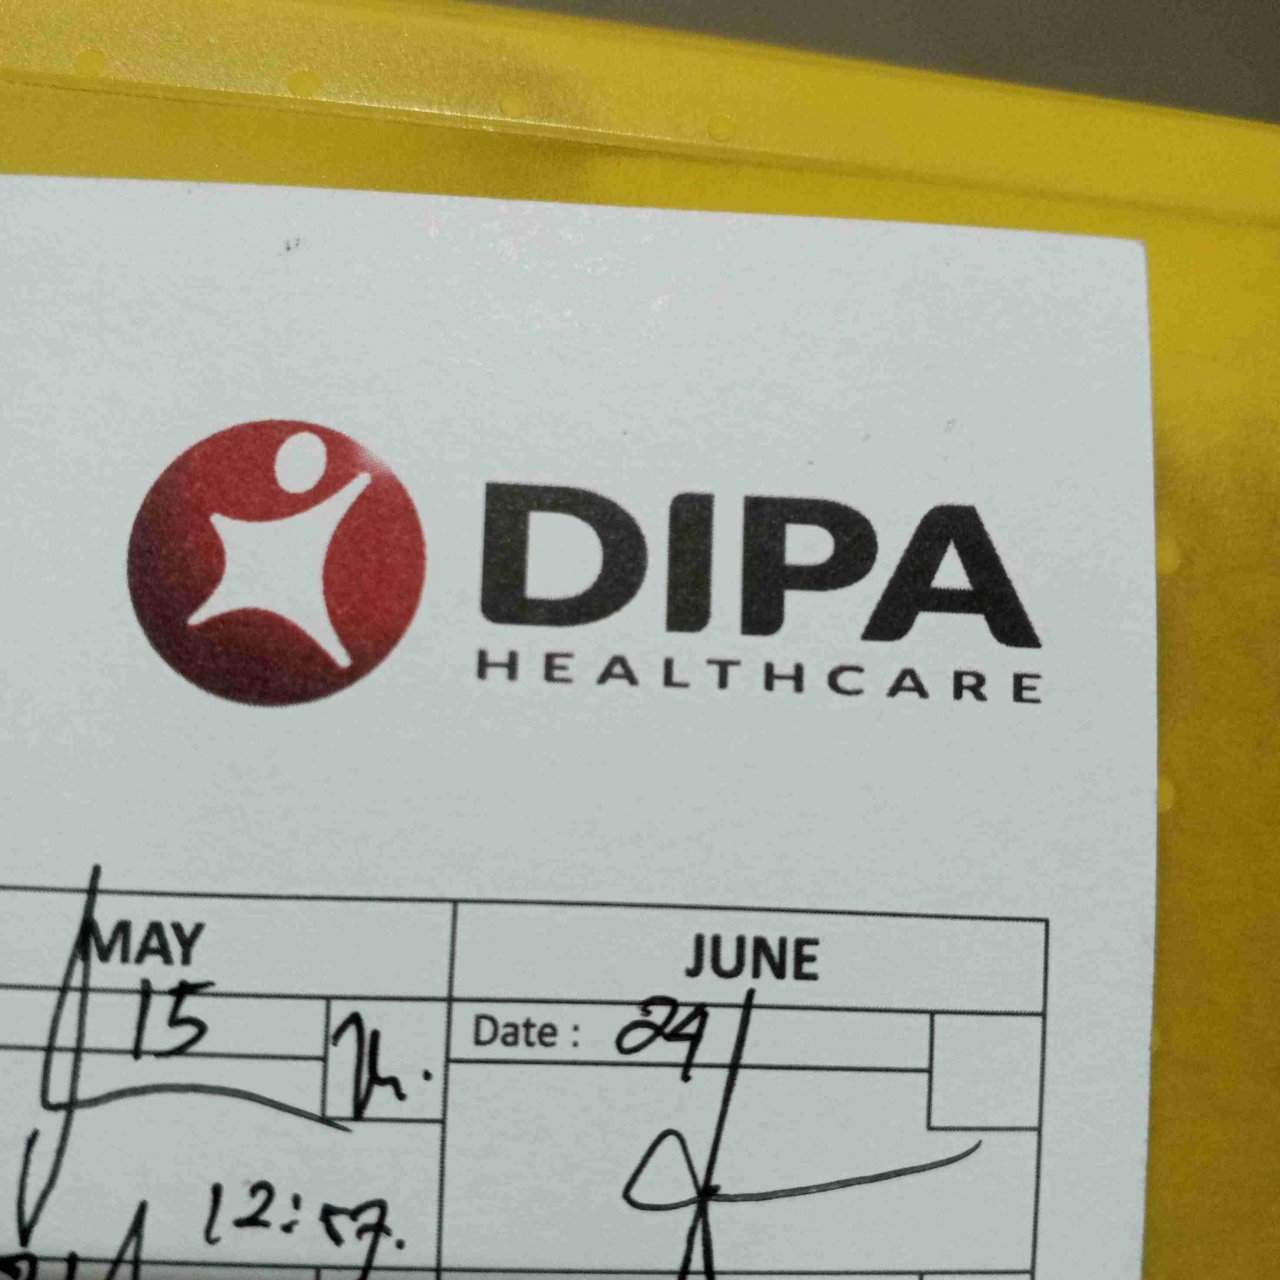 DIPA
HEALTHCARE
MAY
JUNE
15
Date : 24
12:57.